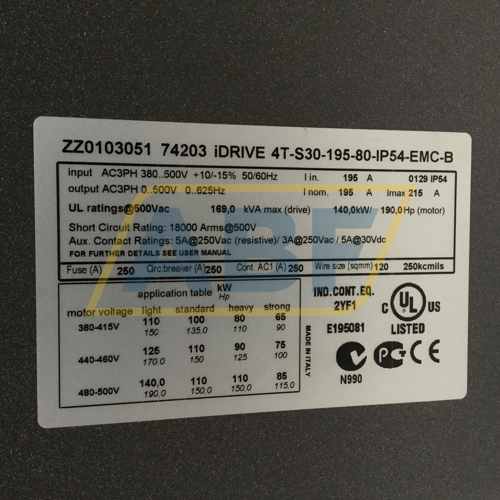 ZZ0103051 74203 iDRIVE 4T-S30-195-80-IP54-EMC-B
input AC3PH 380..500V +10/-15% 50/60Hz I in. 195 A 0129 IP54
output AC3PH 0..500V 0..625Hz I nom. 195 A imax 215 A
UL ratings@500Vac 169,0 kVA max (drive) 140,0kW/ 190,0Hp (motor)
Short Circuit Rating: 18000 Arms@500V
Aux. Contact Ratings: 5A@250Vac (resistive)/ 3A@250Vac / 5A@30Vdc
FOR FURTHER DETAILS SEE USER MANUAL
Fuse (A) 250 Circ breaker (A) 250 Cont. AC1 (A) 250 Wire size (sqmm) 120 250kcmils
application table kW
Hp
motor voltage light standard heavy strong
380-415V 110 100 80 65
150 135,0 110 90
440-460V 125 110 90 75
170,0 150 125 100
480-500V 140,0 110 110 85
190,0 150,0 150 115,0
MADE IN ITALY
IND.CONT.EQ.
2YF1
E195081
C UL US
LISTED
N990
CE
ABF